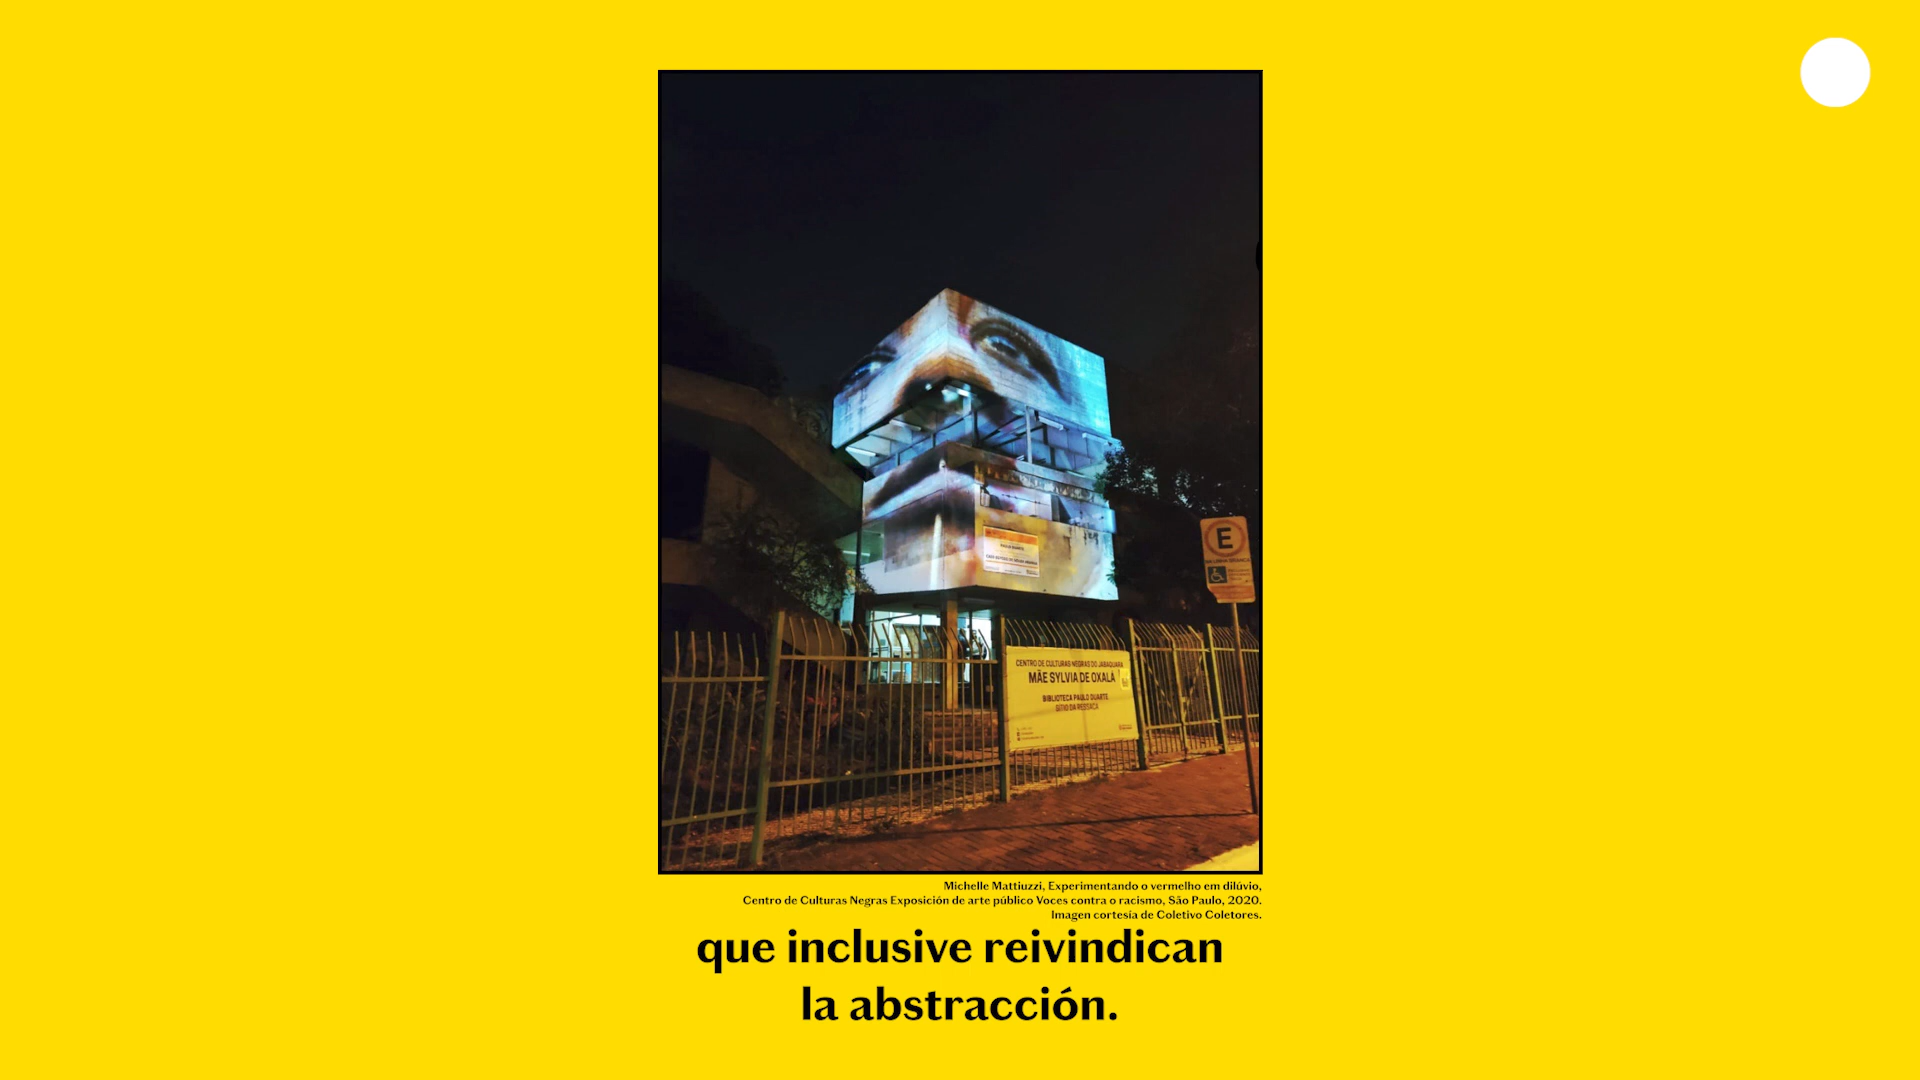 E
CENTRO DE CULTURAS NEGRAS DO JABAQUARA
MÃE SYLVIA DE OXALÁ
BIBLIOTECA PAULO DUARTE
SÍTIO DA RESSACA
Michelle Mattiuzzi, Experimentando o vermelho em dilúvio,
Centro de Culturas Negras Exposición de arte público Voces contra o racismo, São Paulo, 2020.
Imagen cortesía de Coletivo Coletores.
que inclusive reivindican
la abstracción.